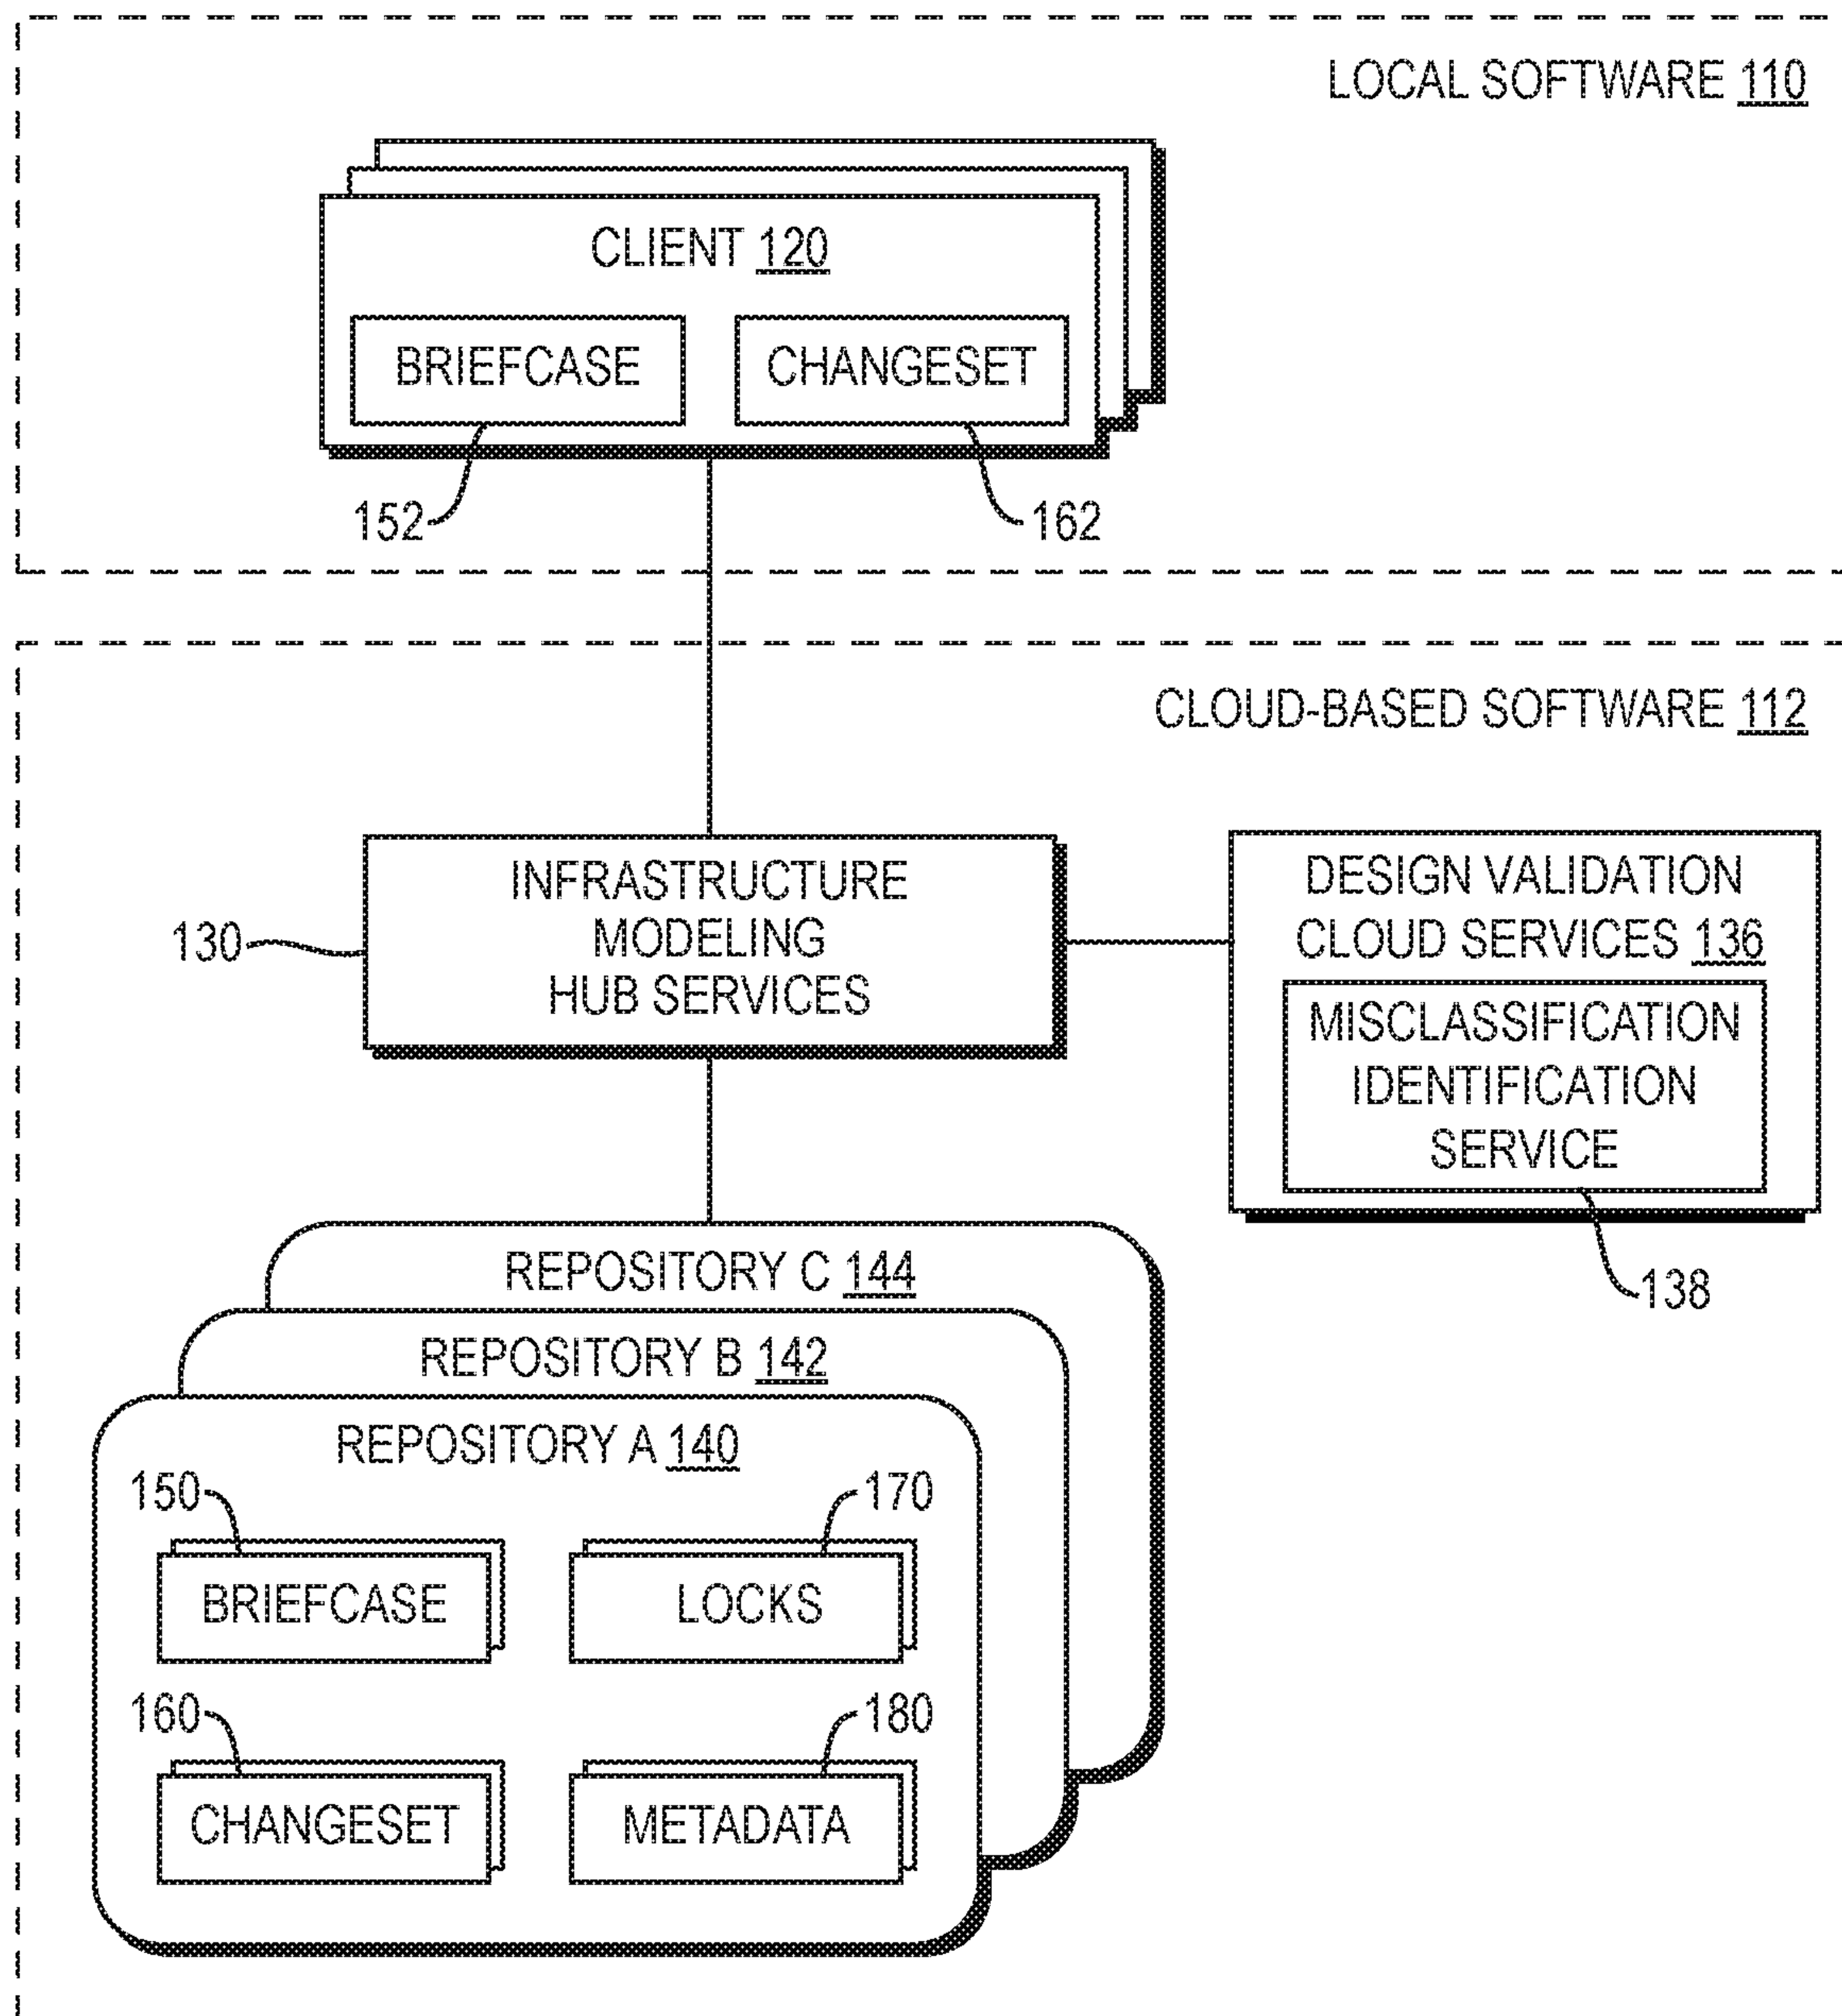 LOCAL SOFTWARE 110
CLIENT 120
BRIEFCASE
CHANGESET
152
162
CLOUD-BASED SOFTWARE 112
INFRASTRUCTURE
MODELING
HUB SERVICES
130
DESIGN VALIDATION
CLOUD SERVICES 136
MISCLASSIFICATION
IDENTIFICATION
SERVICE
138
REPOSITORY C 144
REPOSITORY B 142
REPOSITORY A 140
150
170
BRIEFCASE
LOCKS
160
180
CHANGESET
METADATA